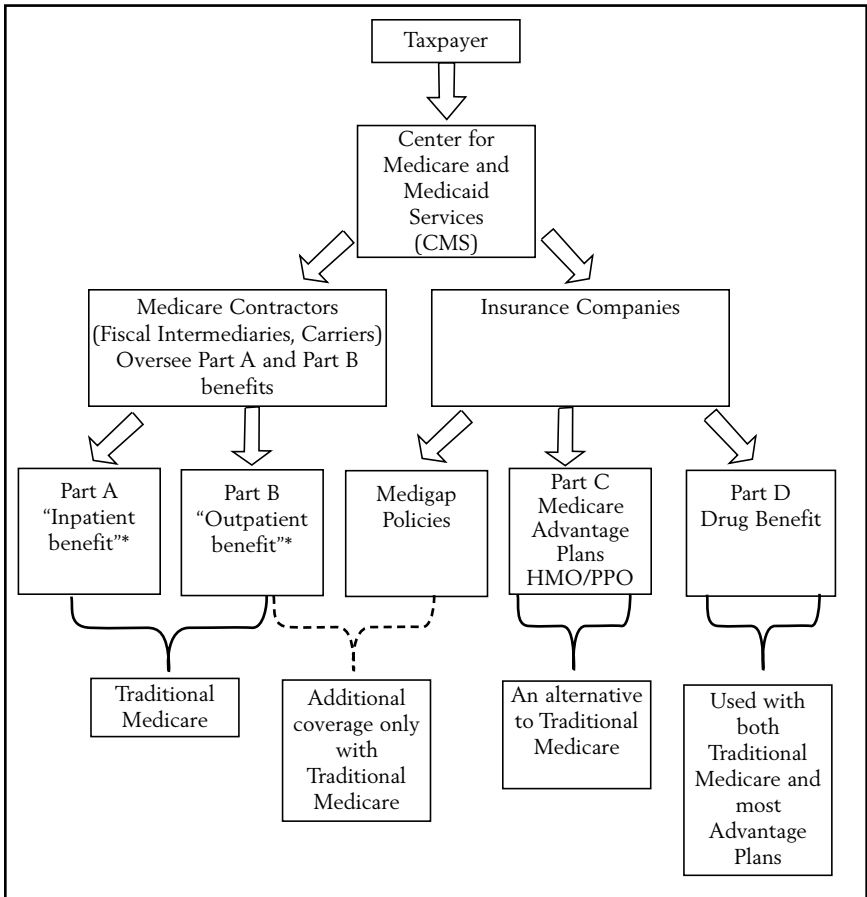 Taxpayer
Center for
Medicare and
Medicaid
Services
(CMS)
Medicare Contractors
(Fiscal Intermediaries, Carriers)
Oversee Part A and Part B
benefits
Insurance Companies
Part A
“Inpatient
benefit”*
Part B
“Outpatient
benefit”*
Medigap
Policies
Part C
Medicare
Advantage
Plans
HMO/PPO
Part D
Drug Benefit
Traditional
Medicare
Additional
coverage only
with
Traditional
Medicare
An alternative
to Traditional
Medicare
Used with
both
Traditional
Medicare and
most
Advantage
Plans